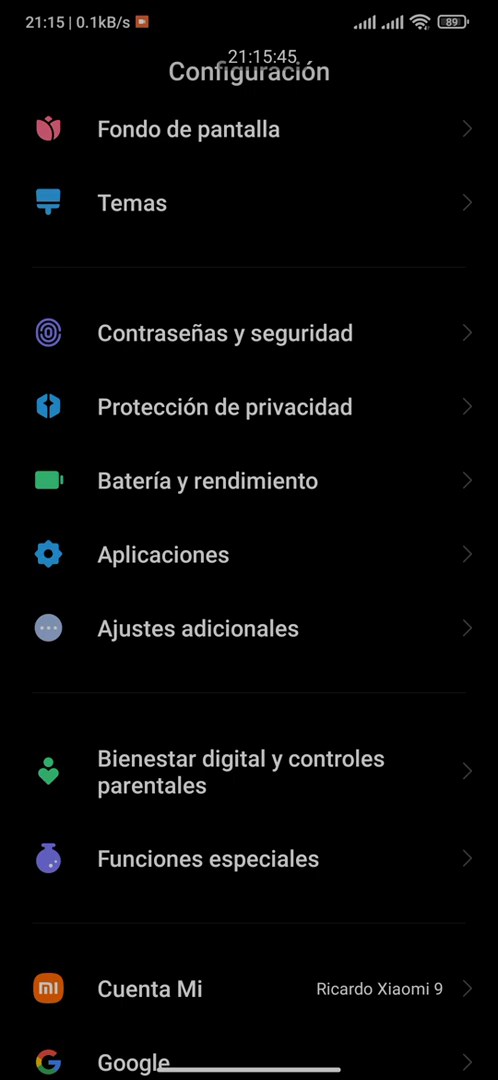 21:15 | 0.1kB/s
89
21:15:45
Configuración
Fondo de pantalla
Temas
Contraseñas y seguridad
Protección de privacidad
Batería y rendimiento
Aplicaciones
Ajustes adicionales
Bienestar digital y controles
parentales
Funciones especiales
Cuenta Mi
Ricardo Xiaomi 9
Google